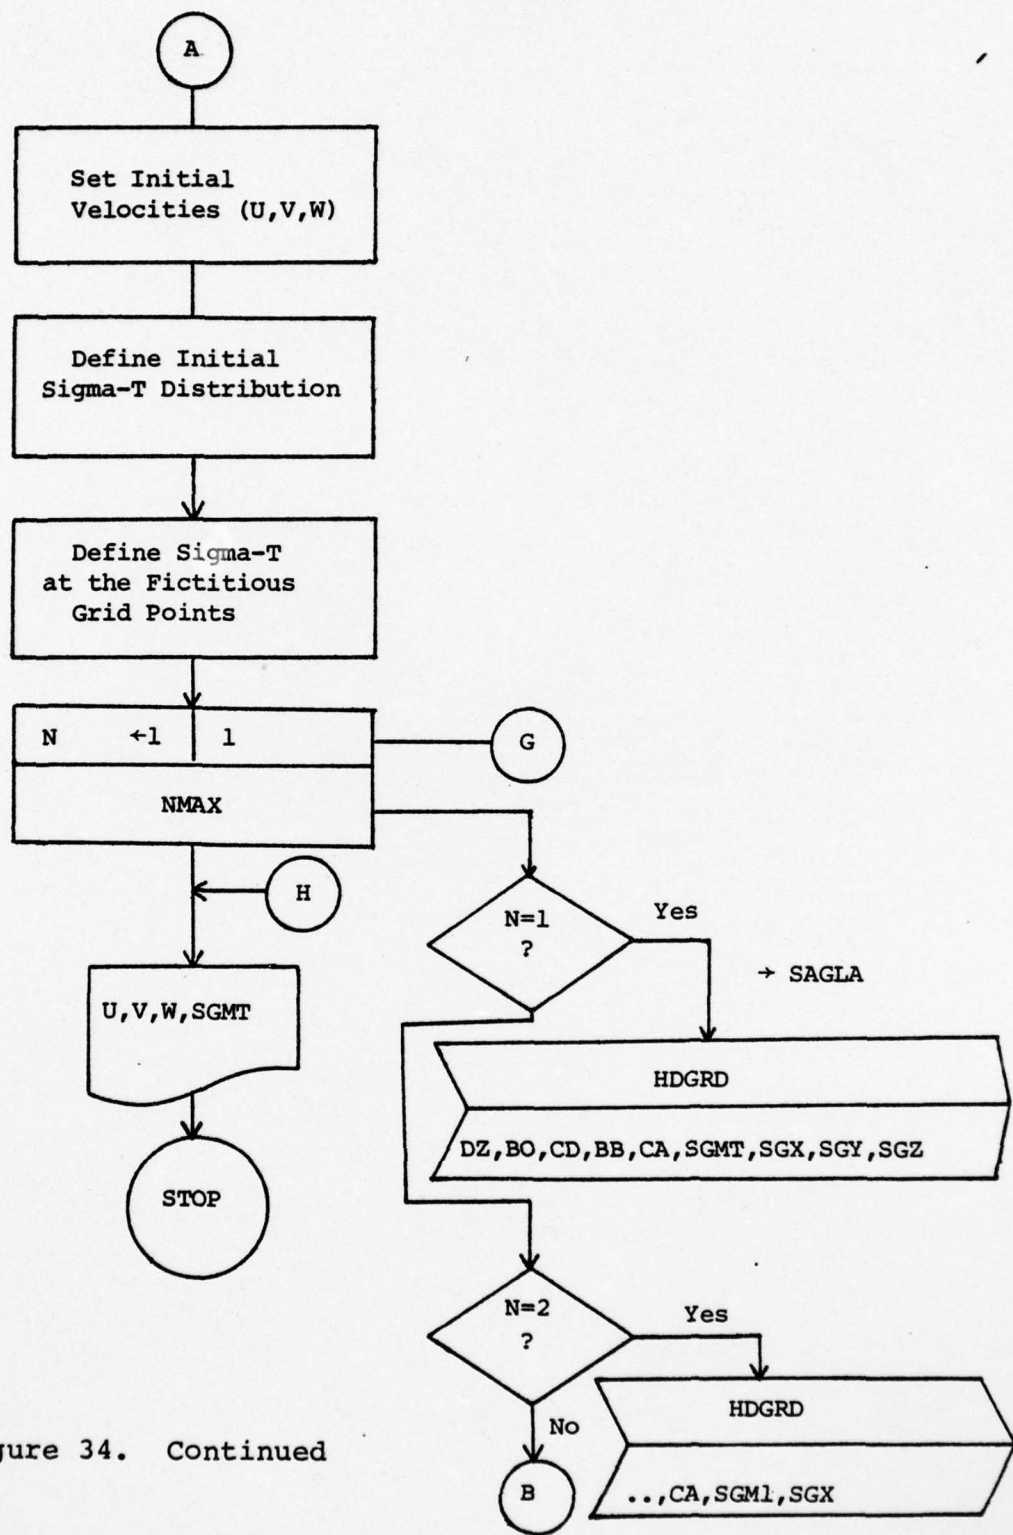 A
Set Initial
Velocities (U,V,W)
Define Initial
Sigma-T Distribution
Define Sigma-T
at the Fictitious
Grid Points
N ←1 1
G
NMAX
H
N=1
?
Yes
→ SAGLA
U,V,W,SGMT
HDGRD
DZ,BO,CD,BB,CA,SGMT,SGX,SGY,SGZ
STOP
N=2
?
Yes
HDGRD
No
gure 34. Continued
B
..,CA,SGM1,SGX